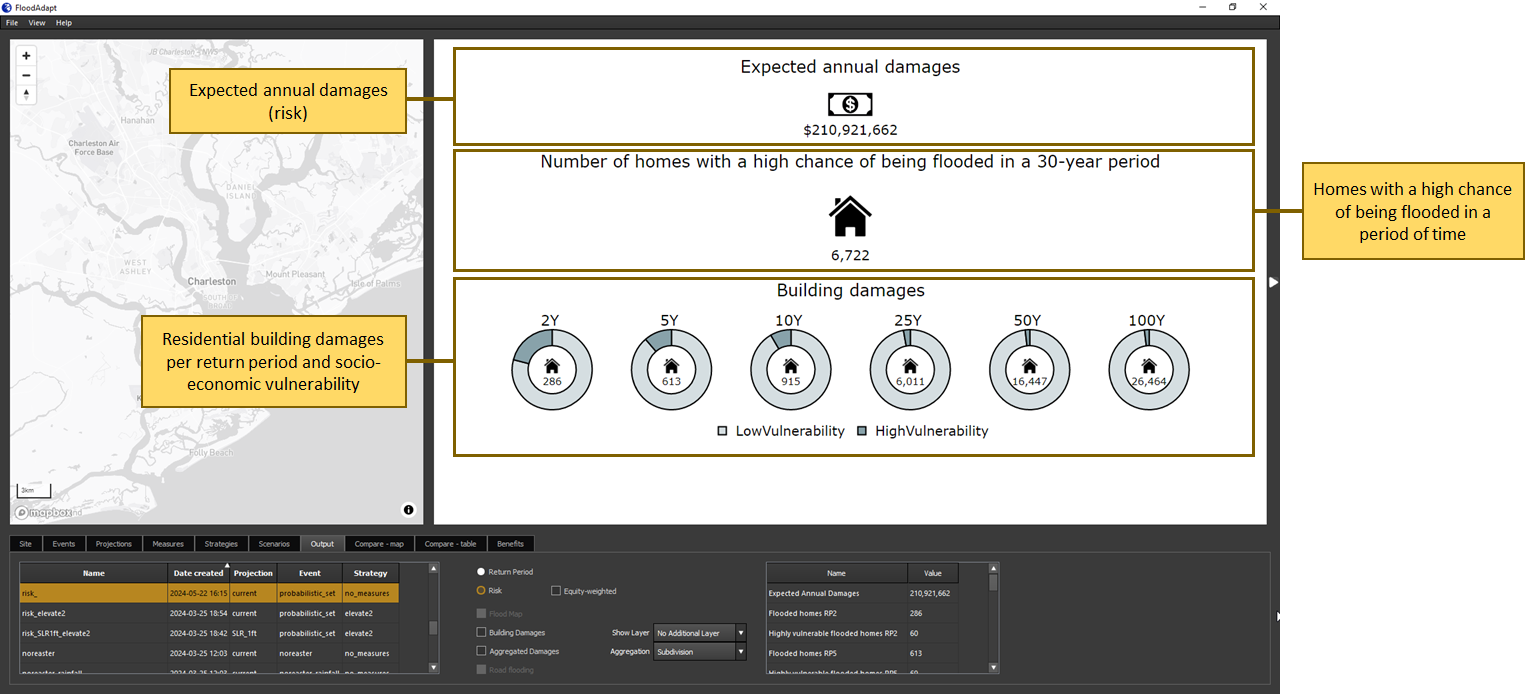 FloodAdapt
File View Help
JB Charleston - NWS
Hanahan
Charleston Air
Force Base
DANIEL
ISLAND
WEST
ASHLEY
Charleston
SOUTH OF
Mount Pleasant
Isle of Palms
Folly Beach
3km
mapbox
Expected annual damages
(risk)
Residential building damages
per return period and socio-
economic vulnerability
Expected annual damages
$210,921,662
Number of homes with a high chance of being flooded in a 30-year period
6,722
Homes with a high chance
of being flooded in a
period of time
Building damages
2Y 5Y 10Y 25Y 50Y 100Y
286 613 915 6,011 16,447 26,464
LowVulnerability HighVulnerability
Site Events Projections Measures Strategies Scenarios Output Compare - map Compare - table Benefits
Name Date created Projection Event Strategy
risk_ 2024-05-22 16:15 current probabilistic_set no_measures
risk_elevate2 2024-03-25 18:54 current probabilistic_set elevate2
risk_SLR1ft_elevate2 2024-03-25 18:42 SLR_1ft probabilistic_set elevate2
noreaster 2024-03-25 12:03 current noreaster no_measures
noreaster_rainfall 2024-03-25 12:03 current noreaster_rainfall no_measures
Return Period
Risk Equity-weighted
Flood Map
Building Damages Show Layer No Additional Layer
Aggregated Damages Aggregation Subdivision
Road flooding
Name Value
Expected Annual Damages 210,921,662
Flooded homes RP2 286
Highly vulnerable flooded homes RP2 60
Flooded homes RP5 613
Highly vulnerable flooded homes RP5